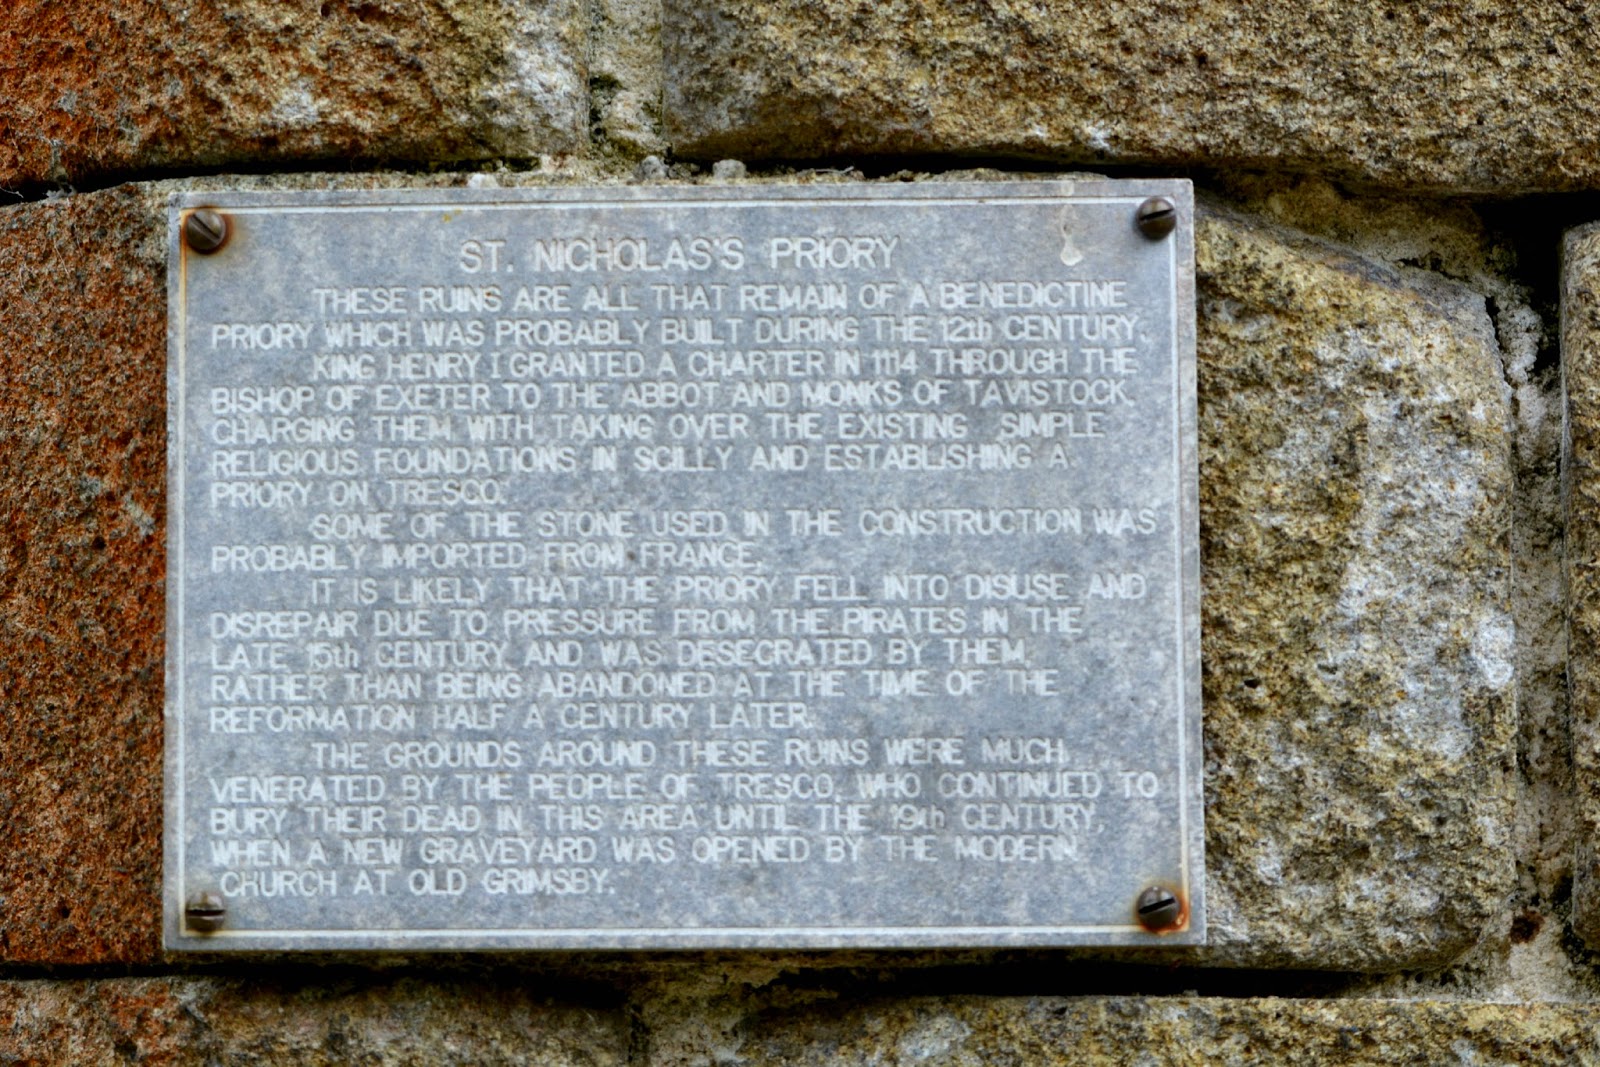 ST. NICHOLAS'S PRIORY
THESE RUINS ARE ALL THAT REMAIN OF A BENEDICTINE
PRIORY WHICH WAS PROBABLY BUILT DURING THE 12th CENTURY.
KING HENRY I GRANTED A CHARTER IN 1114 THROUGH THE
BISHOP OF EXETER TO THE ABBOT AND MONKS OF TAVISTOCK,
CHARGING THEM WITH TAKING OVER THE EXISTING SIMPLE
RELIGIOUS FOUNDATIONS IN SCILLY AND ESTABLISHING A
PRIORY ON TRESCO.
SOME OF THE STONE USED IN THE CONSTRUCTION WAS
PROBABLY IMPORTED FROM FRANCE.
IT IS LIKELY THAT THE PRIORY FELL INTO DISUSE AND
DISREPAIR DUE TO PRESSURE FROM THE PIRATES IN THE
LATE 15th CENTURY AND WAS DESECRATED BY THEM,
RATHER THAN BEING ABANDONED AT THE TIME OF THE
REFORMATION HALF A CENTURY LATER.
THE GROUNDS AROUND THESE RUINS WERE MUCH
VENERATED BY THE PEOPLE OF TRESCO, WHO CONTINUED TO
BURY THEIR DEAD IN THIS AREA UNTIL THE 19th CENTURY,
WHEN A NEW GRAVEYARD WAS OPENED BY THE MODERN
CHURCH AT OLD GRIMSBY.